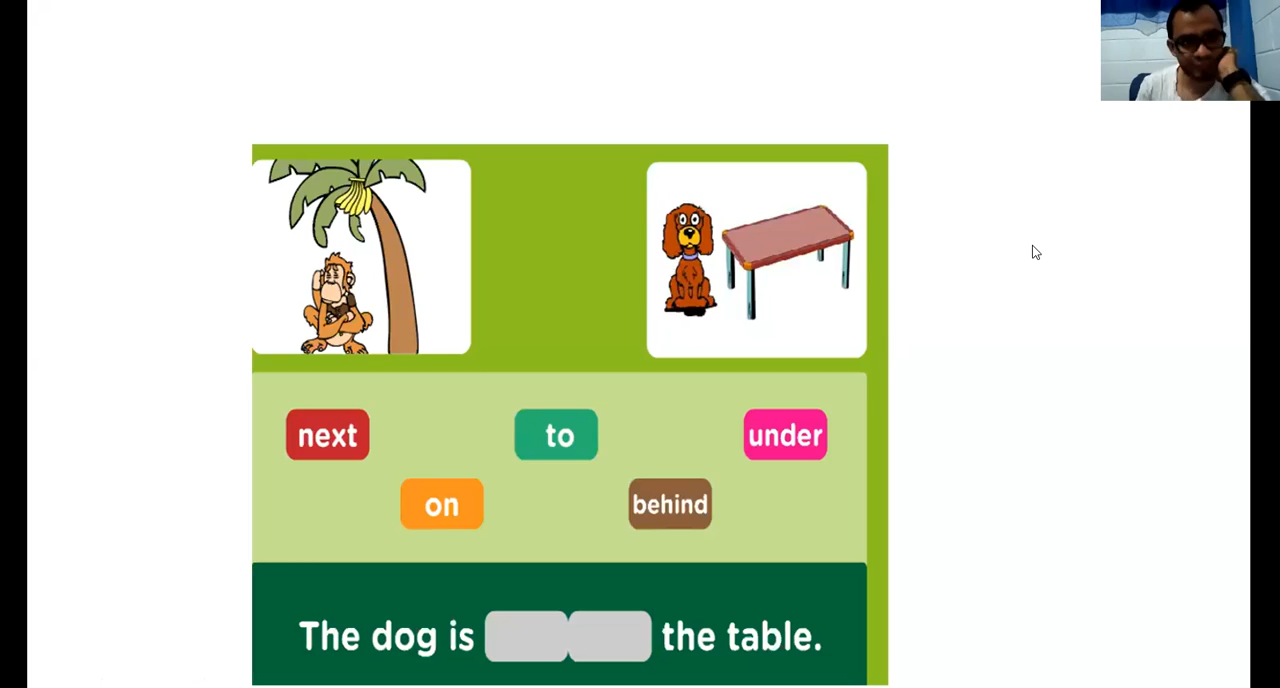 next to under
on behind
The dog is the table.